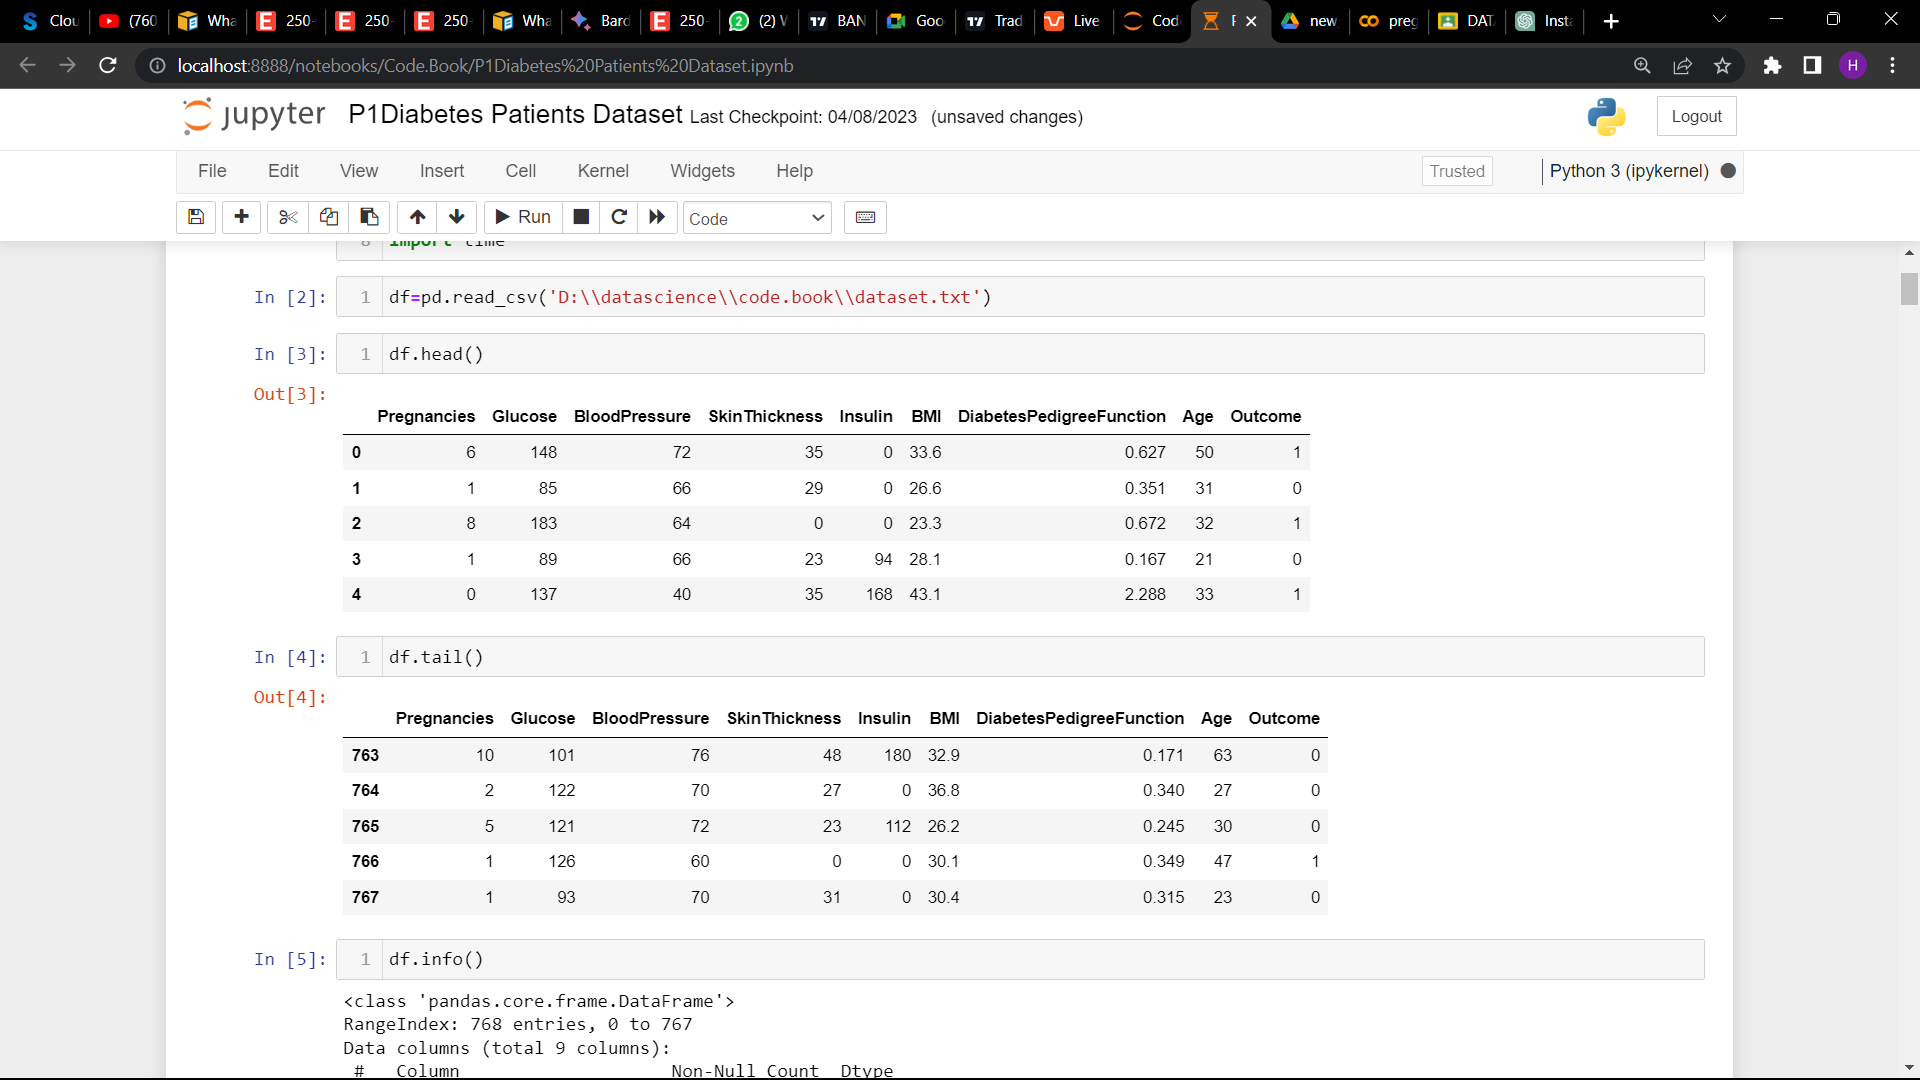 Clou (760 Wha 250- 250- 250- Wha Bard 250- (2) V BAN Goo Trad Live Cod new preg DAT Inst
localhost:8888/notebooks/Code.Book/P1Diabetes%20Patients%20Dataset.ipynb H
jupyter P1Diabetes Patients Dataset Last Checkpoint: 04/08/2023 (unsaved changes) Logout
File Edit View Insert Cell Kernel Widgets Help Trusted Python 3 (ipykernel)
Run Code
8 import time
In [2]: 1 df=pd.read_csv('D:\\datascience\\code.book\\dataset.txt')
In [3]: 1 df.head()
Out[3]:
Pregnancies Glucose BloodPressure SkinThickness Insulin BMI DiabetesPedigreeFunction Age Outcome
0 6 148 72 35 0 33.6 0.627 50 1
1 1 85 66 29 0 26.6 0.351 31 0
2 8 183 64 0 0 23.3 0.672 32 1
3 1 89 66 23 94 28.1 0.167 21 0
4 0 137 40 35 168 43.1 2.288 33 1
In [4]: 1 df.tail()
Out[4]:
Pregnancies Glucose BloodPressure SkinThickness Insulin BMI DiabetesPedigreeFunction Age Outcome
763 10 101 76 48 180 32.9 0.171 63 0
764 2 122 70 27 0 36.8 0.340 27 0
765 5 121 72 23 112 26.2 0.245 30 0
766 1 126 60 0 0 30.1 0.349 47 1
767 1 93 70 31 0 30.4 0.315 23 0
In [5]: 1 df.info()
<class 'pandas.core.frame.DataFrame'>
RangeIndex: 768 entries, 0 to 767
Data columns (total 9 columns):
# Column Non-Null Count Dtype